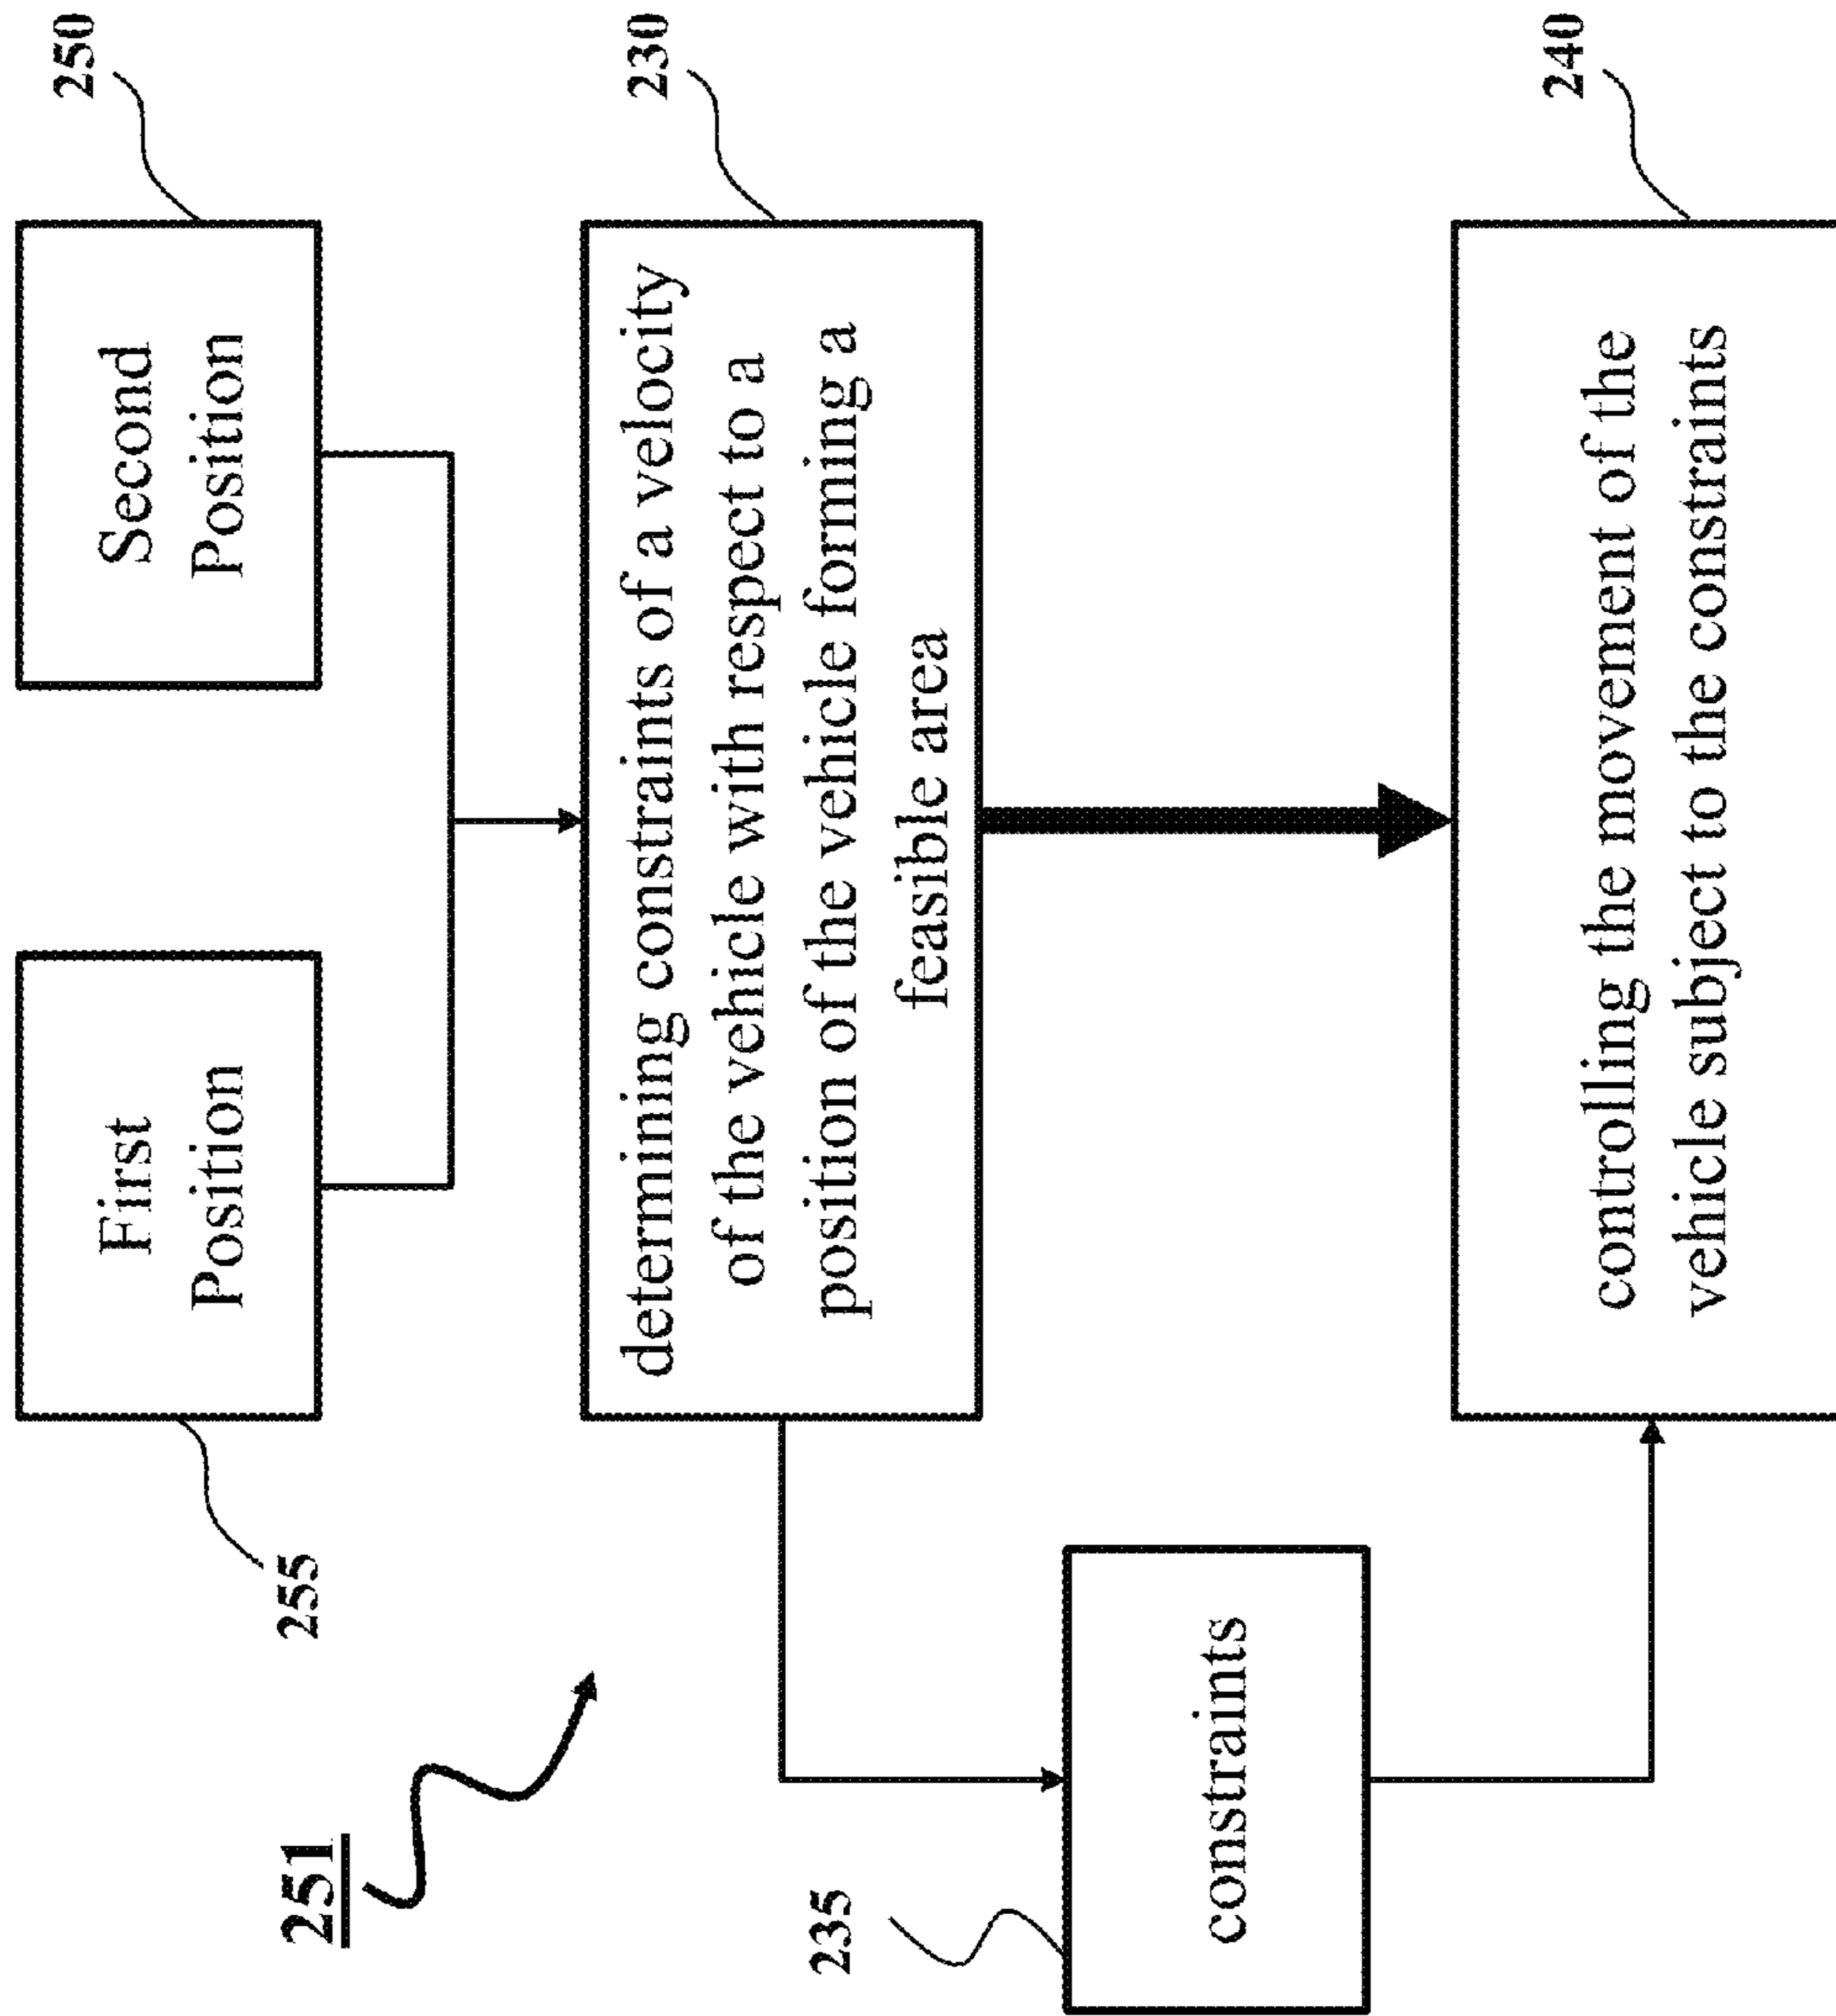 251
255
First
Position
Second
Position
250
determining constraints of a velocity
of the vehicle with respect to a
position of the vehicle forming a
feasible area
230
235
constraints
controlling the movement of the
vehicle subject to the constraints
240